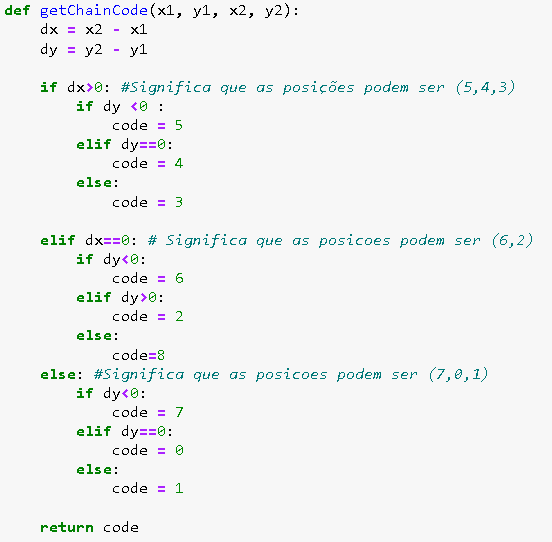 def getChainCode(x1, y1, x2, y2):
    dx = x2 - x1
    dy = y2 - y1

    if dx>0: #Significa que as posições podem ser (5,4,3)
        if dy <0 :
            code = 5
        elif dy==0:
            code = 4
        else:
            code = 3

    elif dx==0: # Significa que as posicoes podem ser (6,2)
        if dy<0:
            code = 6
        elif dy>0:
            code = 2
        else:
            code=8
    else: #Significa que as posicoes podem ser (7,0,1)
        if dy<0:
            code = 7
        elif dy==0:
            code = 0
        else:
            code = 1

    return code